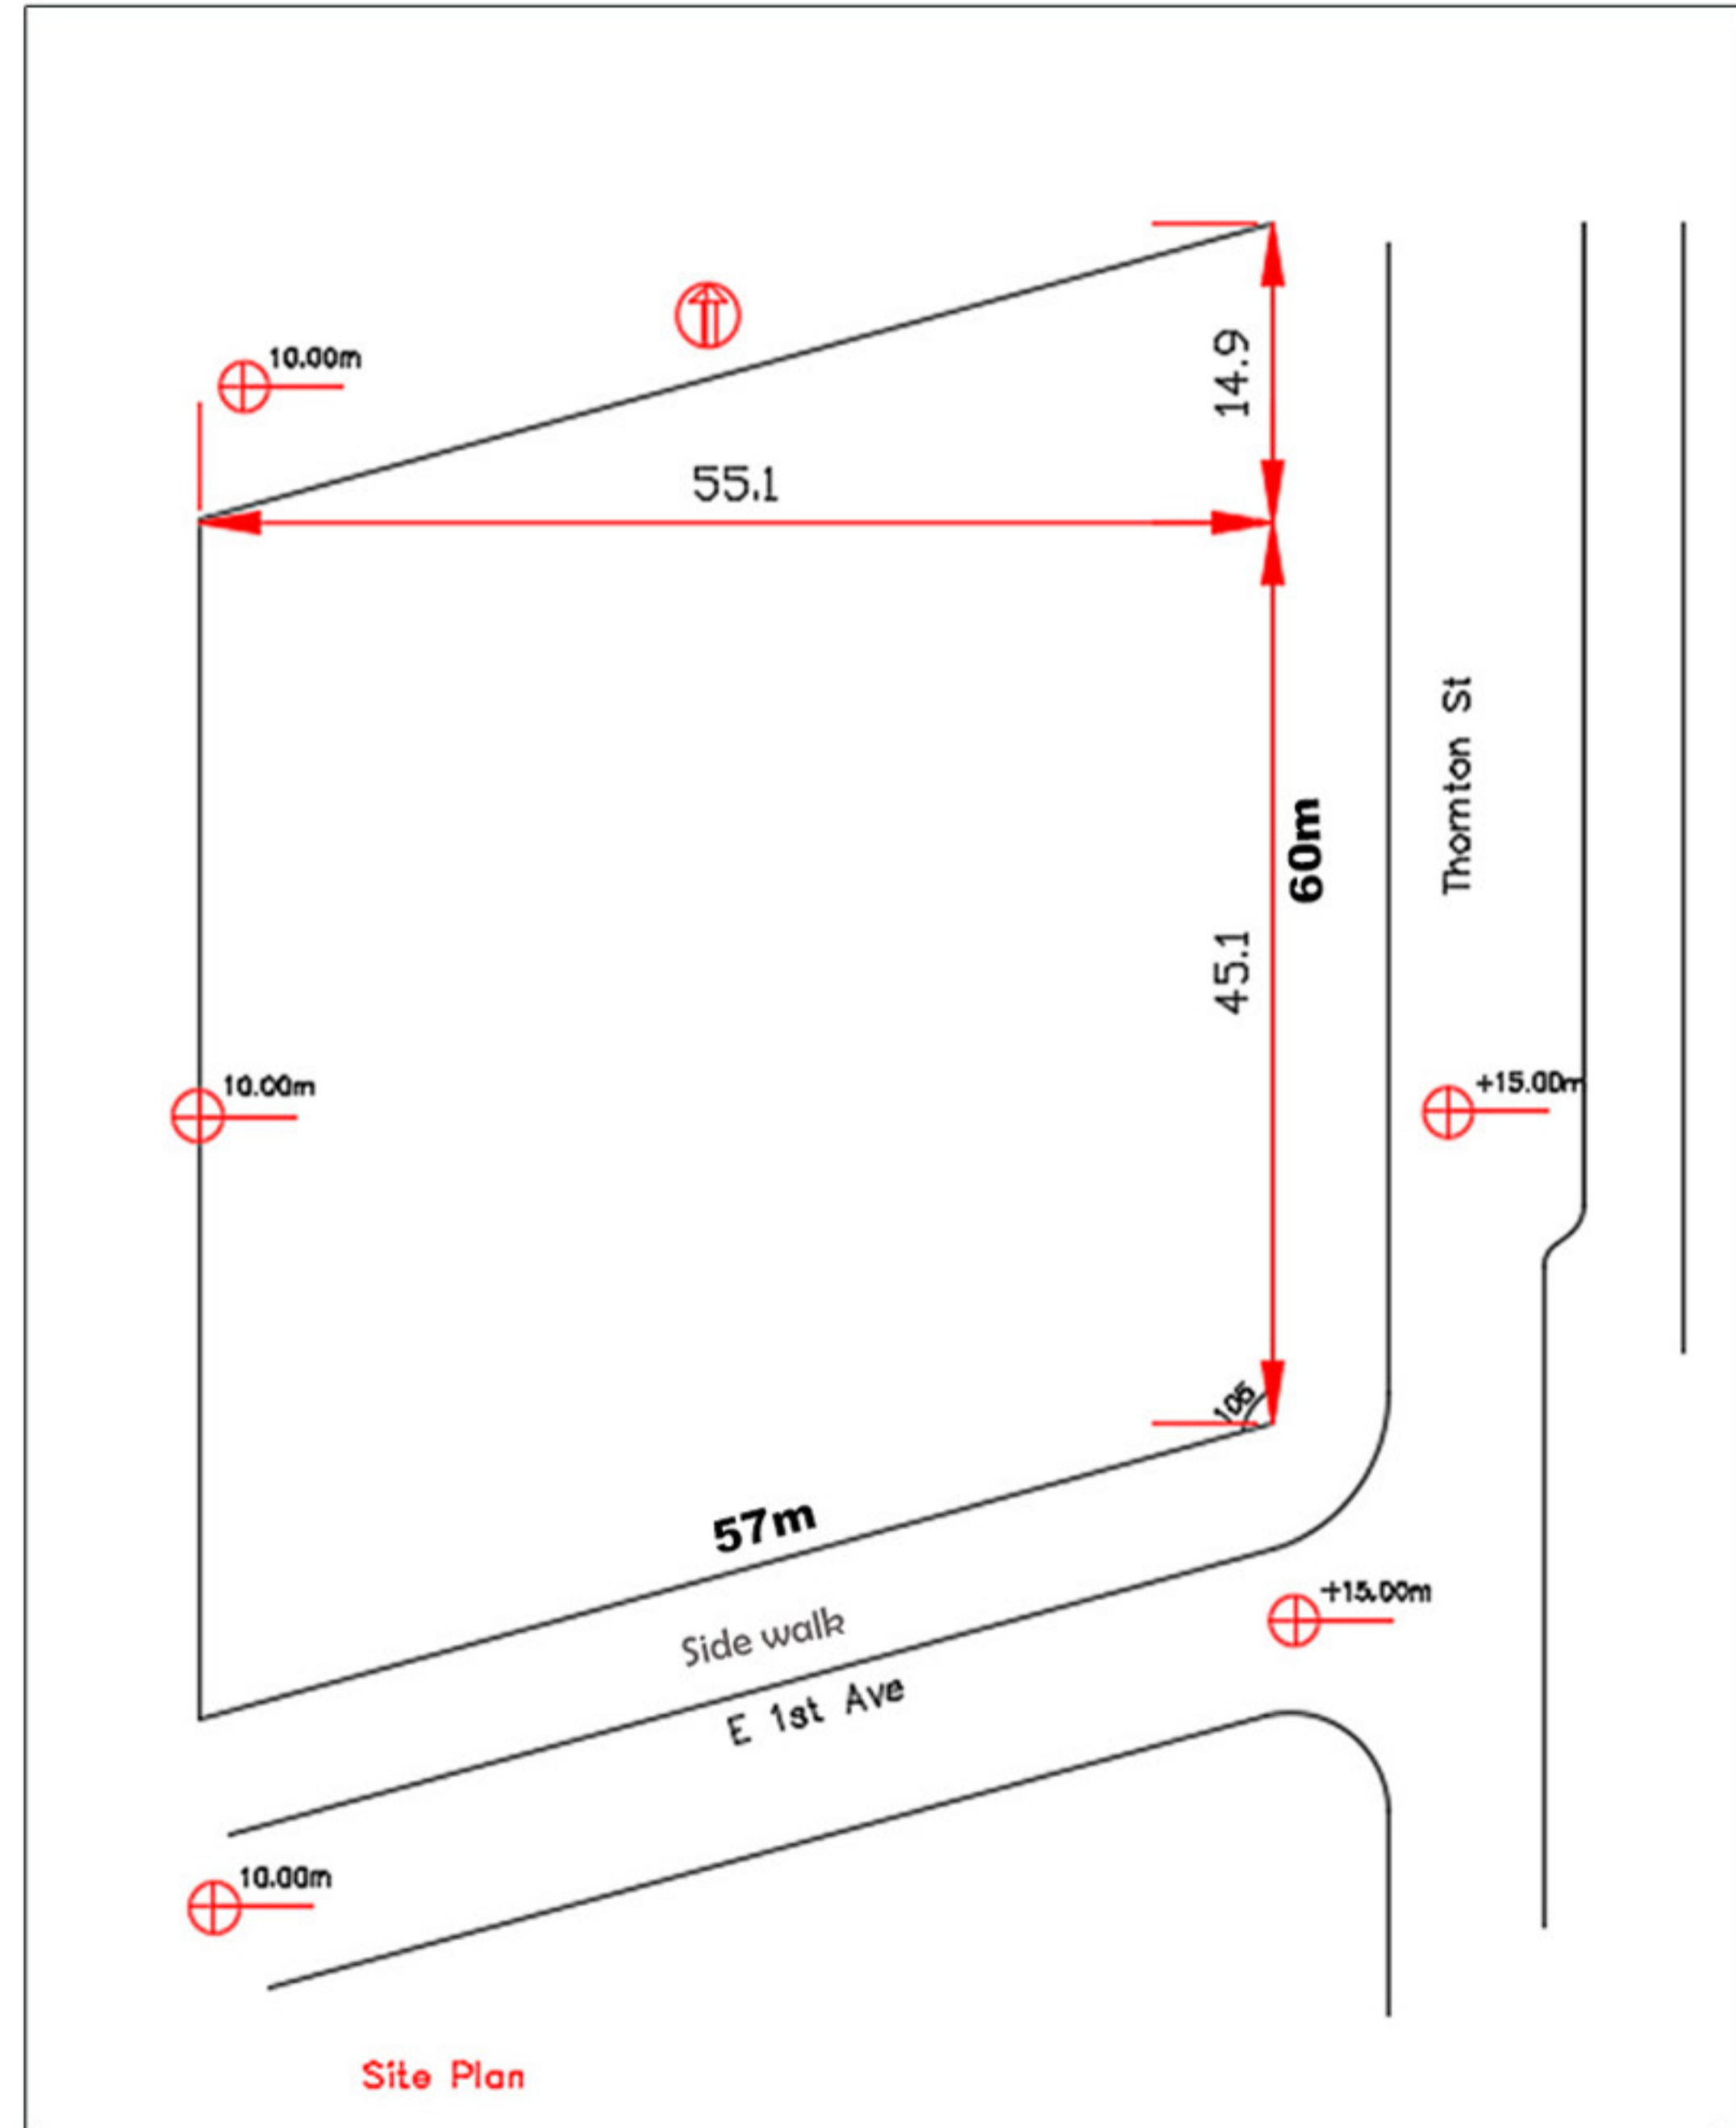 10.00m
14.9
55.1
Thornton St
60m
45.1
10.00m
+15.00m
105
57m
+15.00m
Side walk
E 1st Ave
10.00m
Site Plan